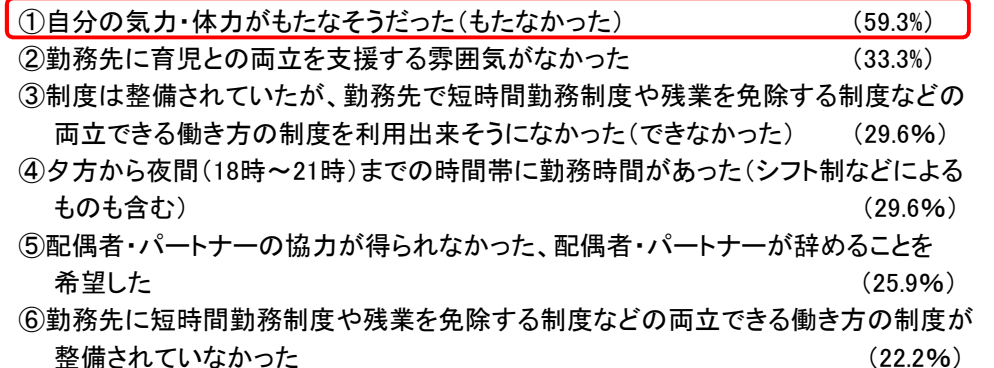 ①自分の気力・体力がもたなそうだった(もたなかった) (59.3%)
②勤務先に育児との両立を支援する雰囲気がなかった (33.3%)
③制度は整備されていたが、勤務先で短時間勤務制度や残業を免除する制度などの
両立できる働き方の制度を利用出来そうになかった(できなかった) (29.6%)
④夕方から夜間(18時～21時)までの時間帯に勤務時間があった(シフト制などによる
ものも含む) (29.6%)
⑤配偶者・パートナーの協力が得られなかった、配偶者・パートナーが辞めることを
希望した (25.9%)
⑥勤務先に短時間勤務制度や残業を免除する制度などの両立できる働き方の制度が
整備されていなかった (22.2%)